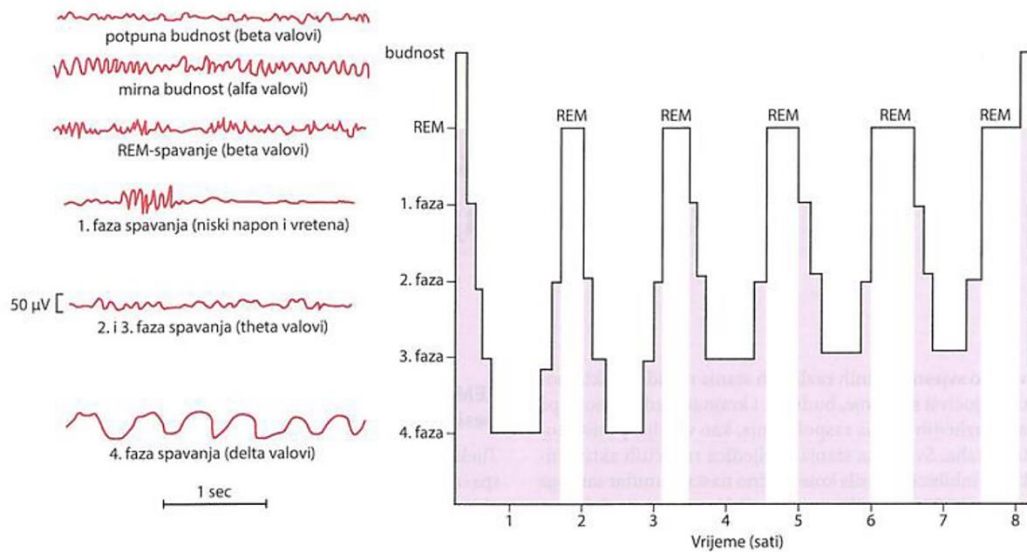 potpuna budnost (beta valovi)
mirna budnost (alfa valovi)
REM-spavanje (beta valovi)
1. faza spavanja (niski napon i vretena)
50 µV
2. i 3. faza spavanja (theta valovi)
4. faza spavanja (delta valovi)
1 sec
budnost
REM
1. faza
2. faza
3. faza
4. faza
REM
REM
REM
REM
REM
1 2 3 4 5 6 7 8
Vrijeme (sati)